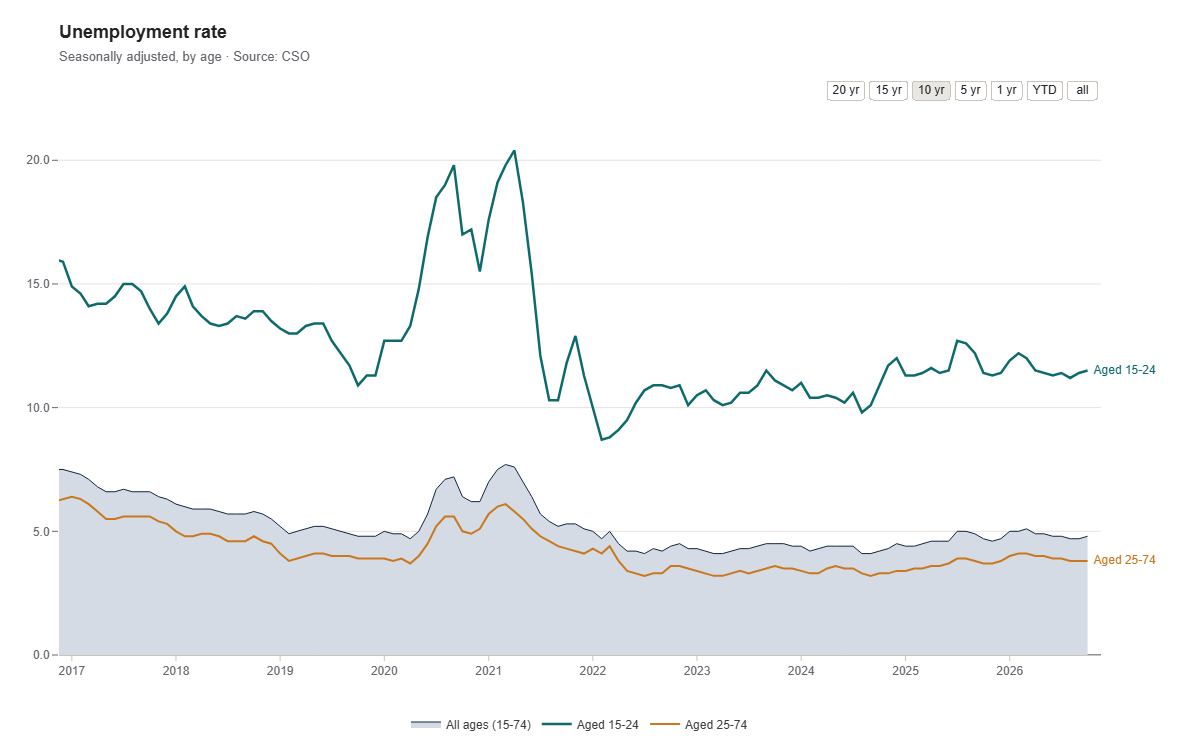 Unemployment rate
Seasonally adjusted, by age · Source: CSO
20 yr 15 yr 10 yr 5 yr 1 yr YTD all
20.0
15.0
Aged 15-24
10.0
5.0
Aged 25-74
0.0
2017 2018 2019 2020 2021 2022 2023 2024 2025 2026
All ages (15-74) Aged 15-24 Aged 25-74